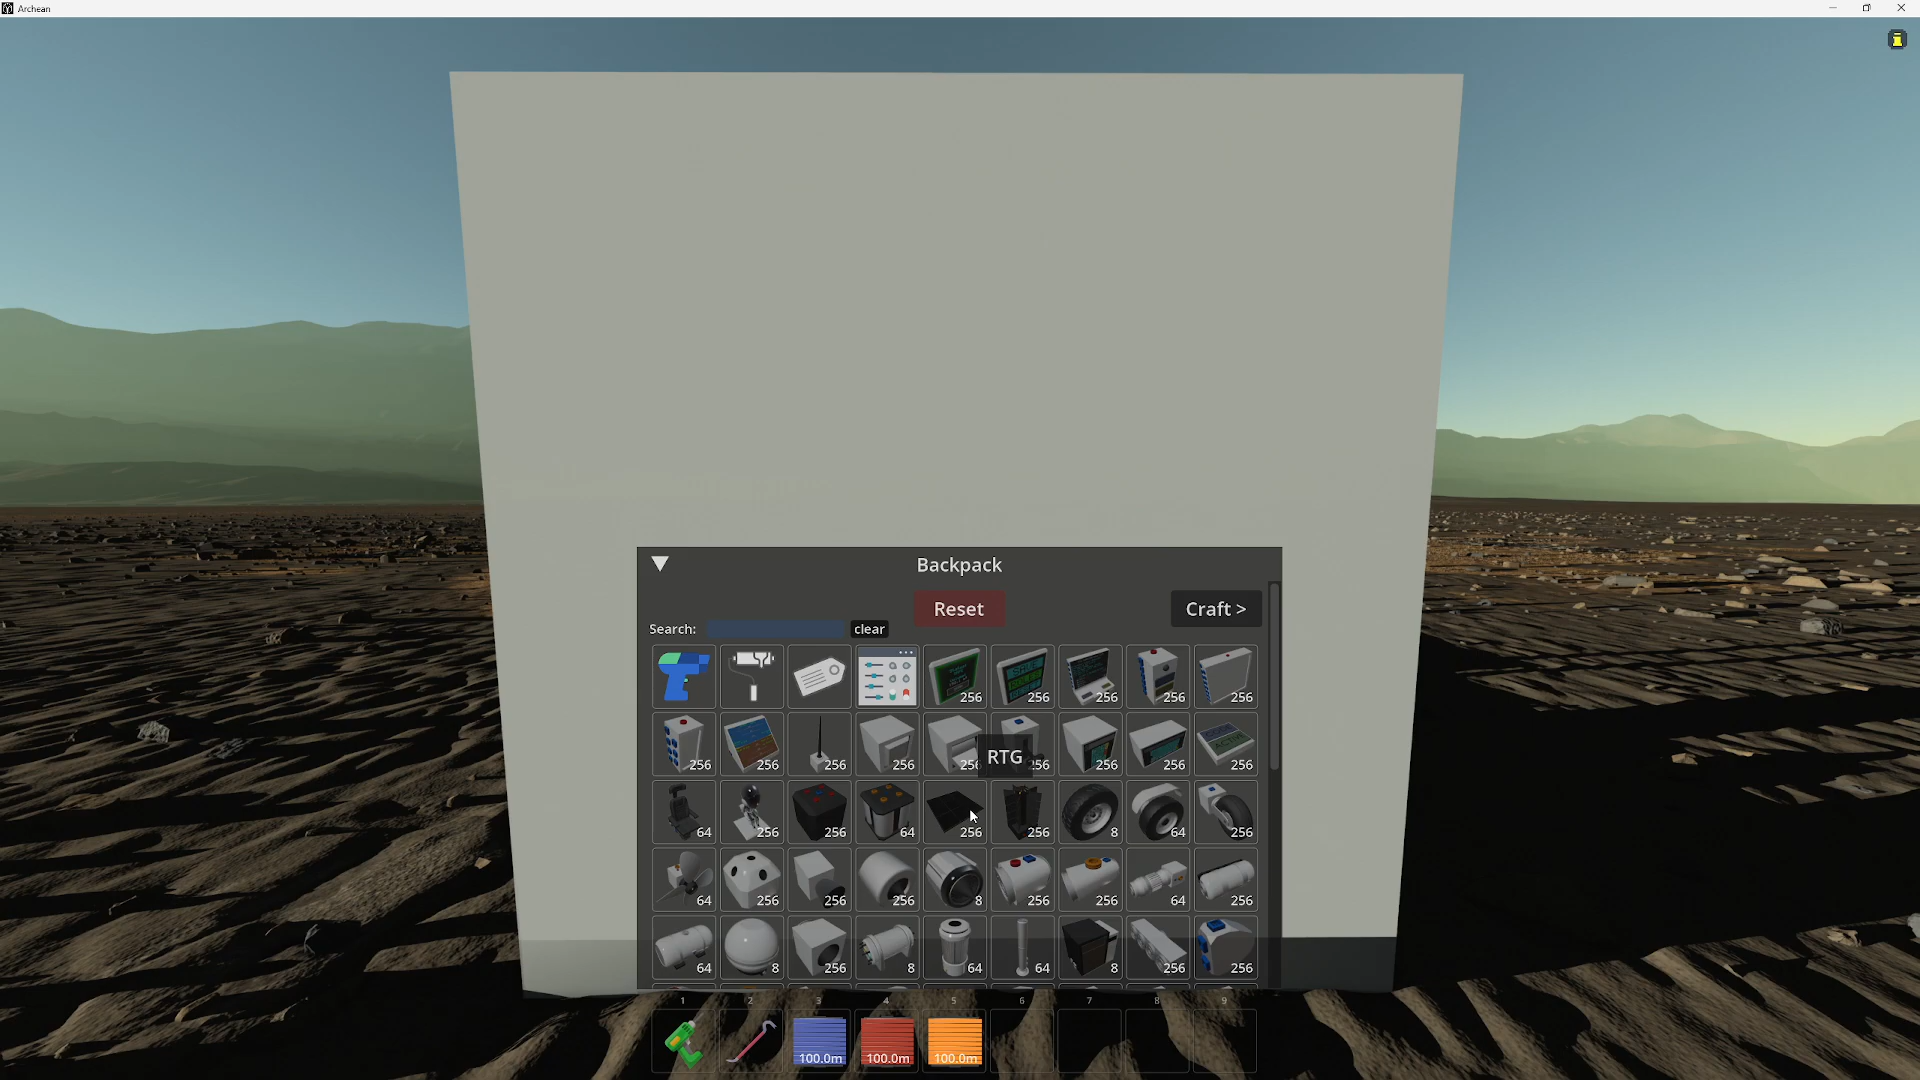 Archean
Backpack
Reset
Craft >
Search:
clear
256 256 256 256 256
256 256 256 256 256 256 256 256
RTG
64 256 256 64 256 256 8 64 256
64 256 256 256 8 256 256 64 256
64 8 256 8 64 64 8 256 256
1 2 3 4 5 6 7 8 9
100.0m 100.0m 100.0m